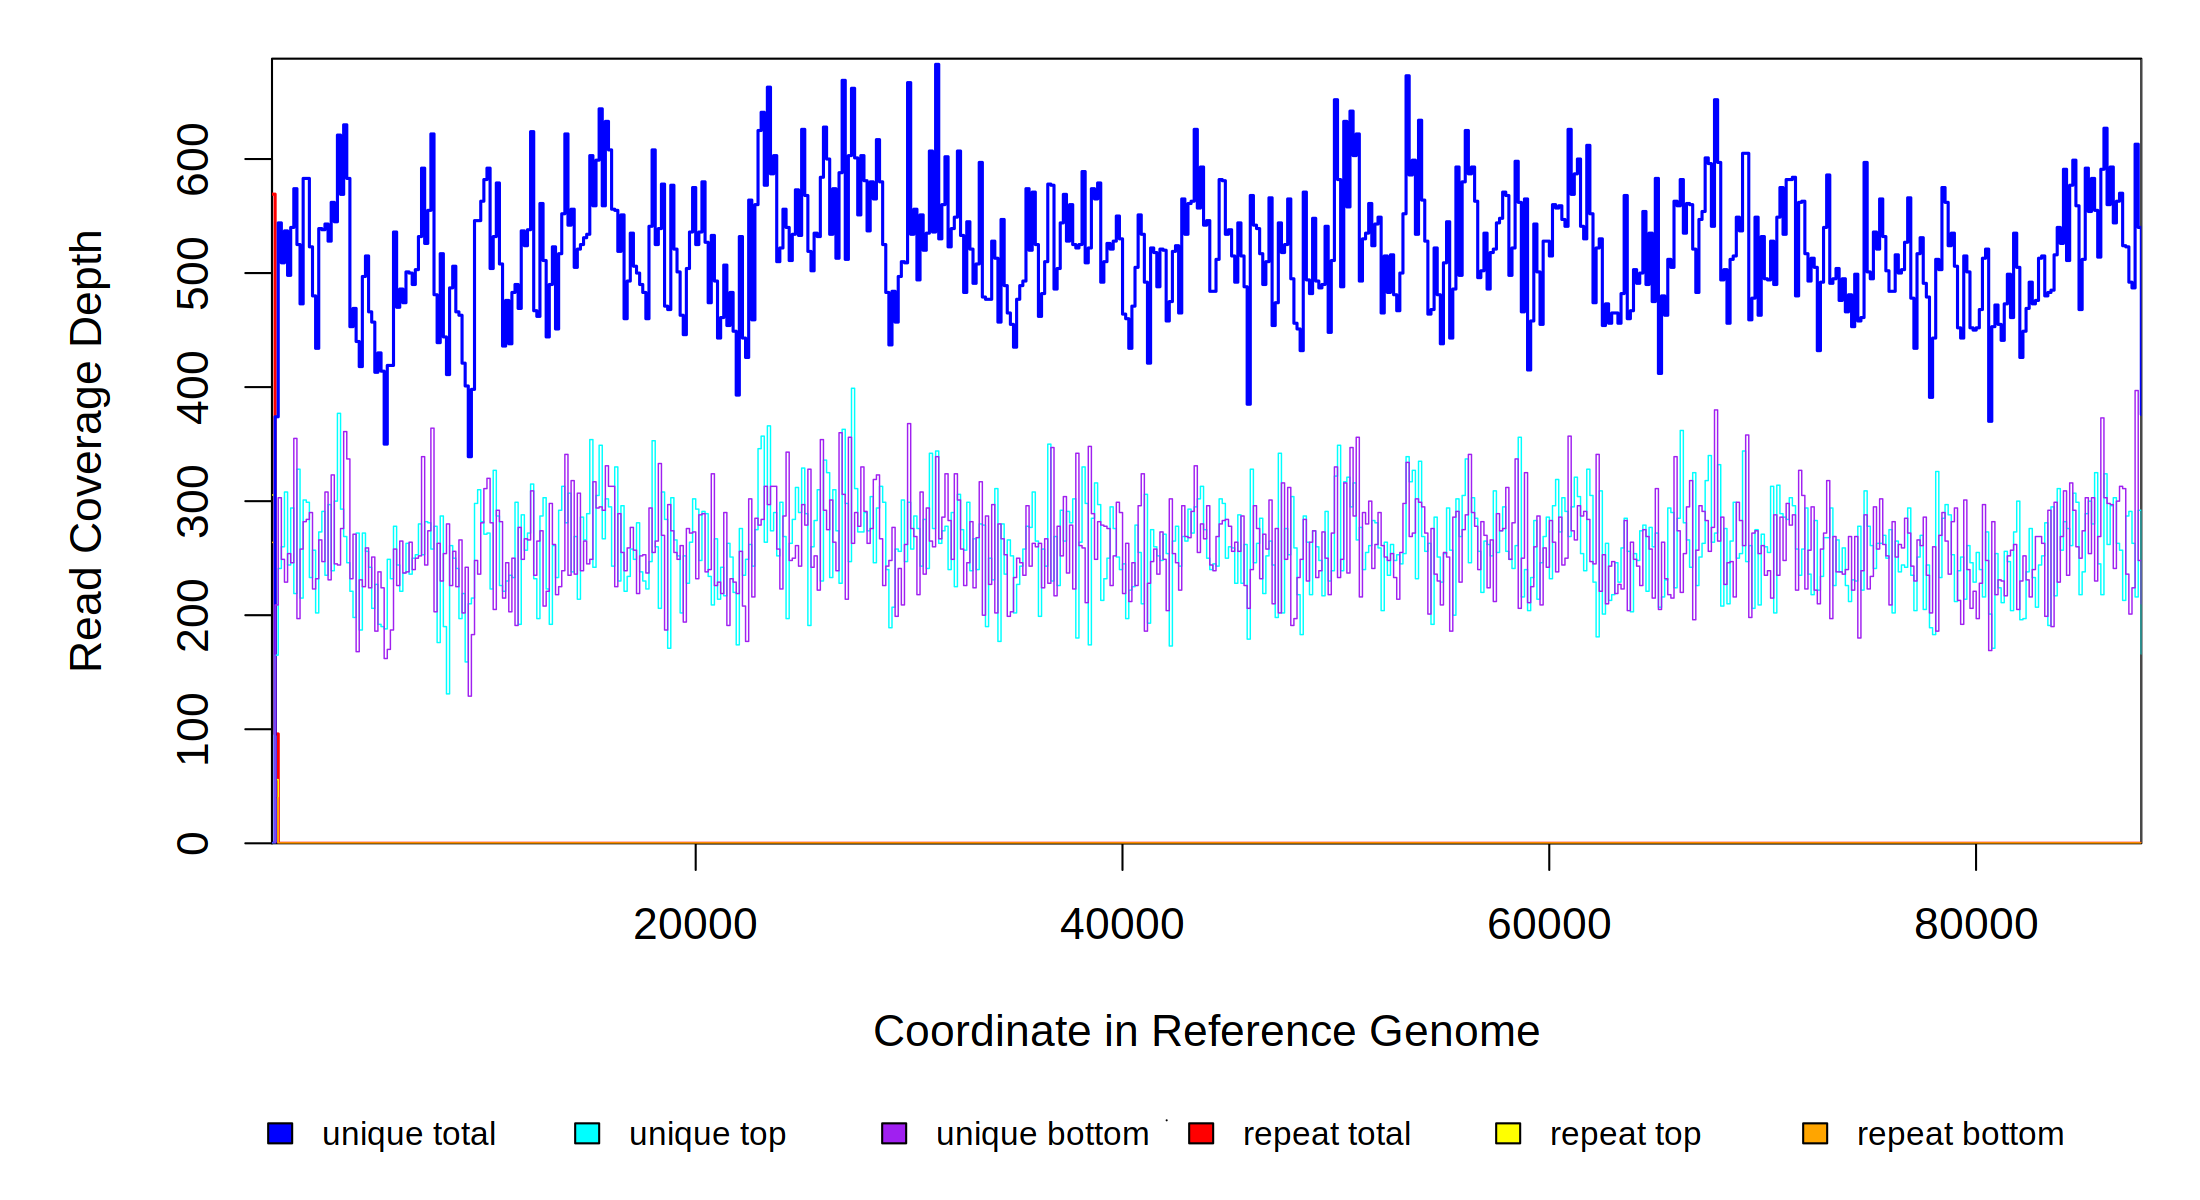 Read Coverage Depth
600
500
400
300
200
100
0
20000 40000 60000 80000
Coordinate in Reference Genome
unique total unique top unique bottom repeat total repeat top repeat bottom